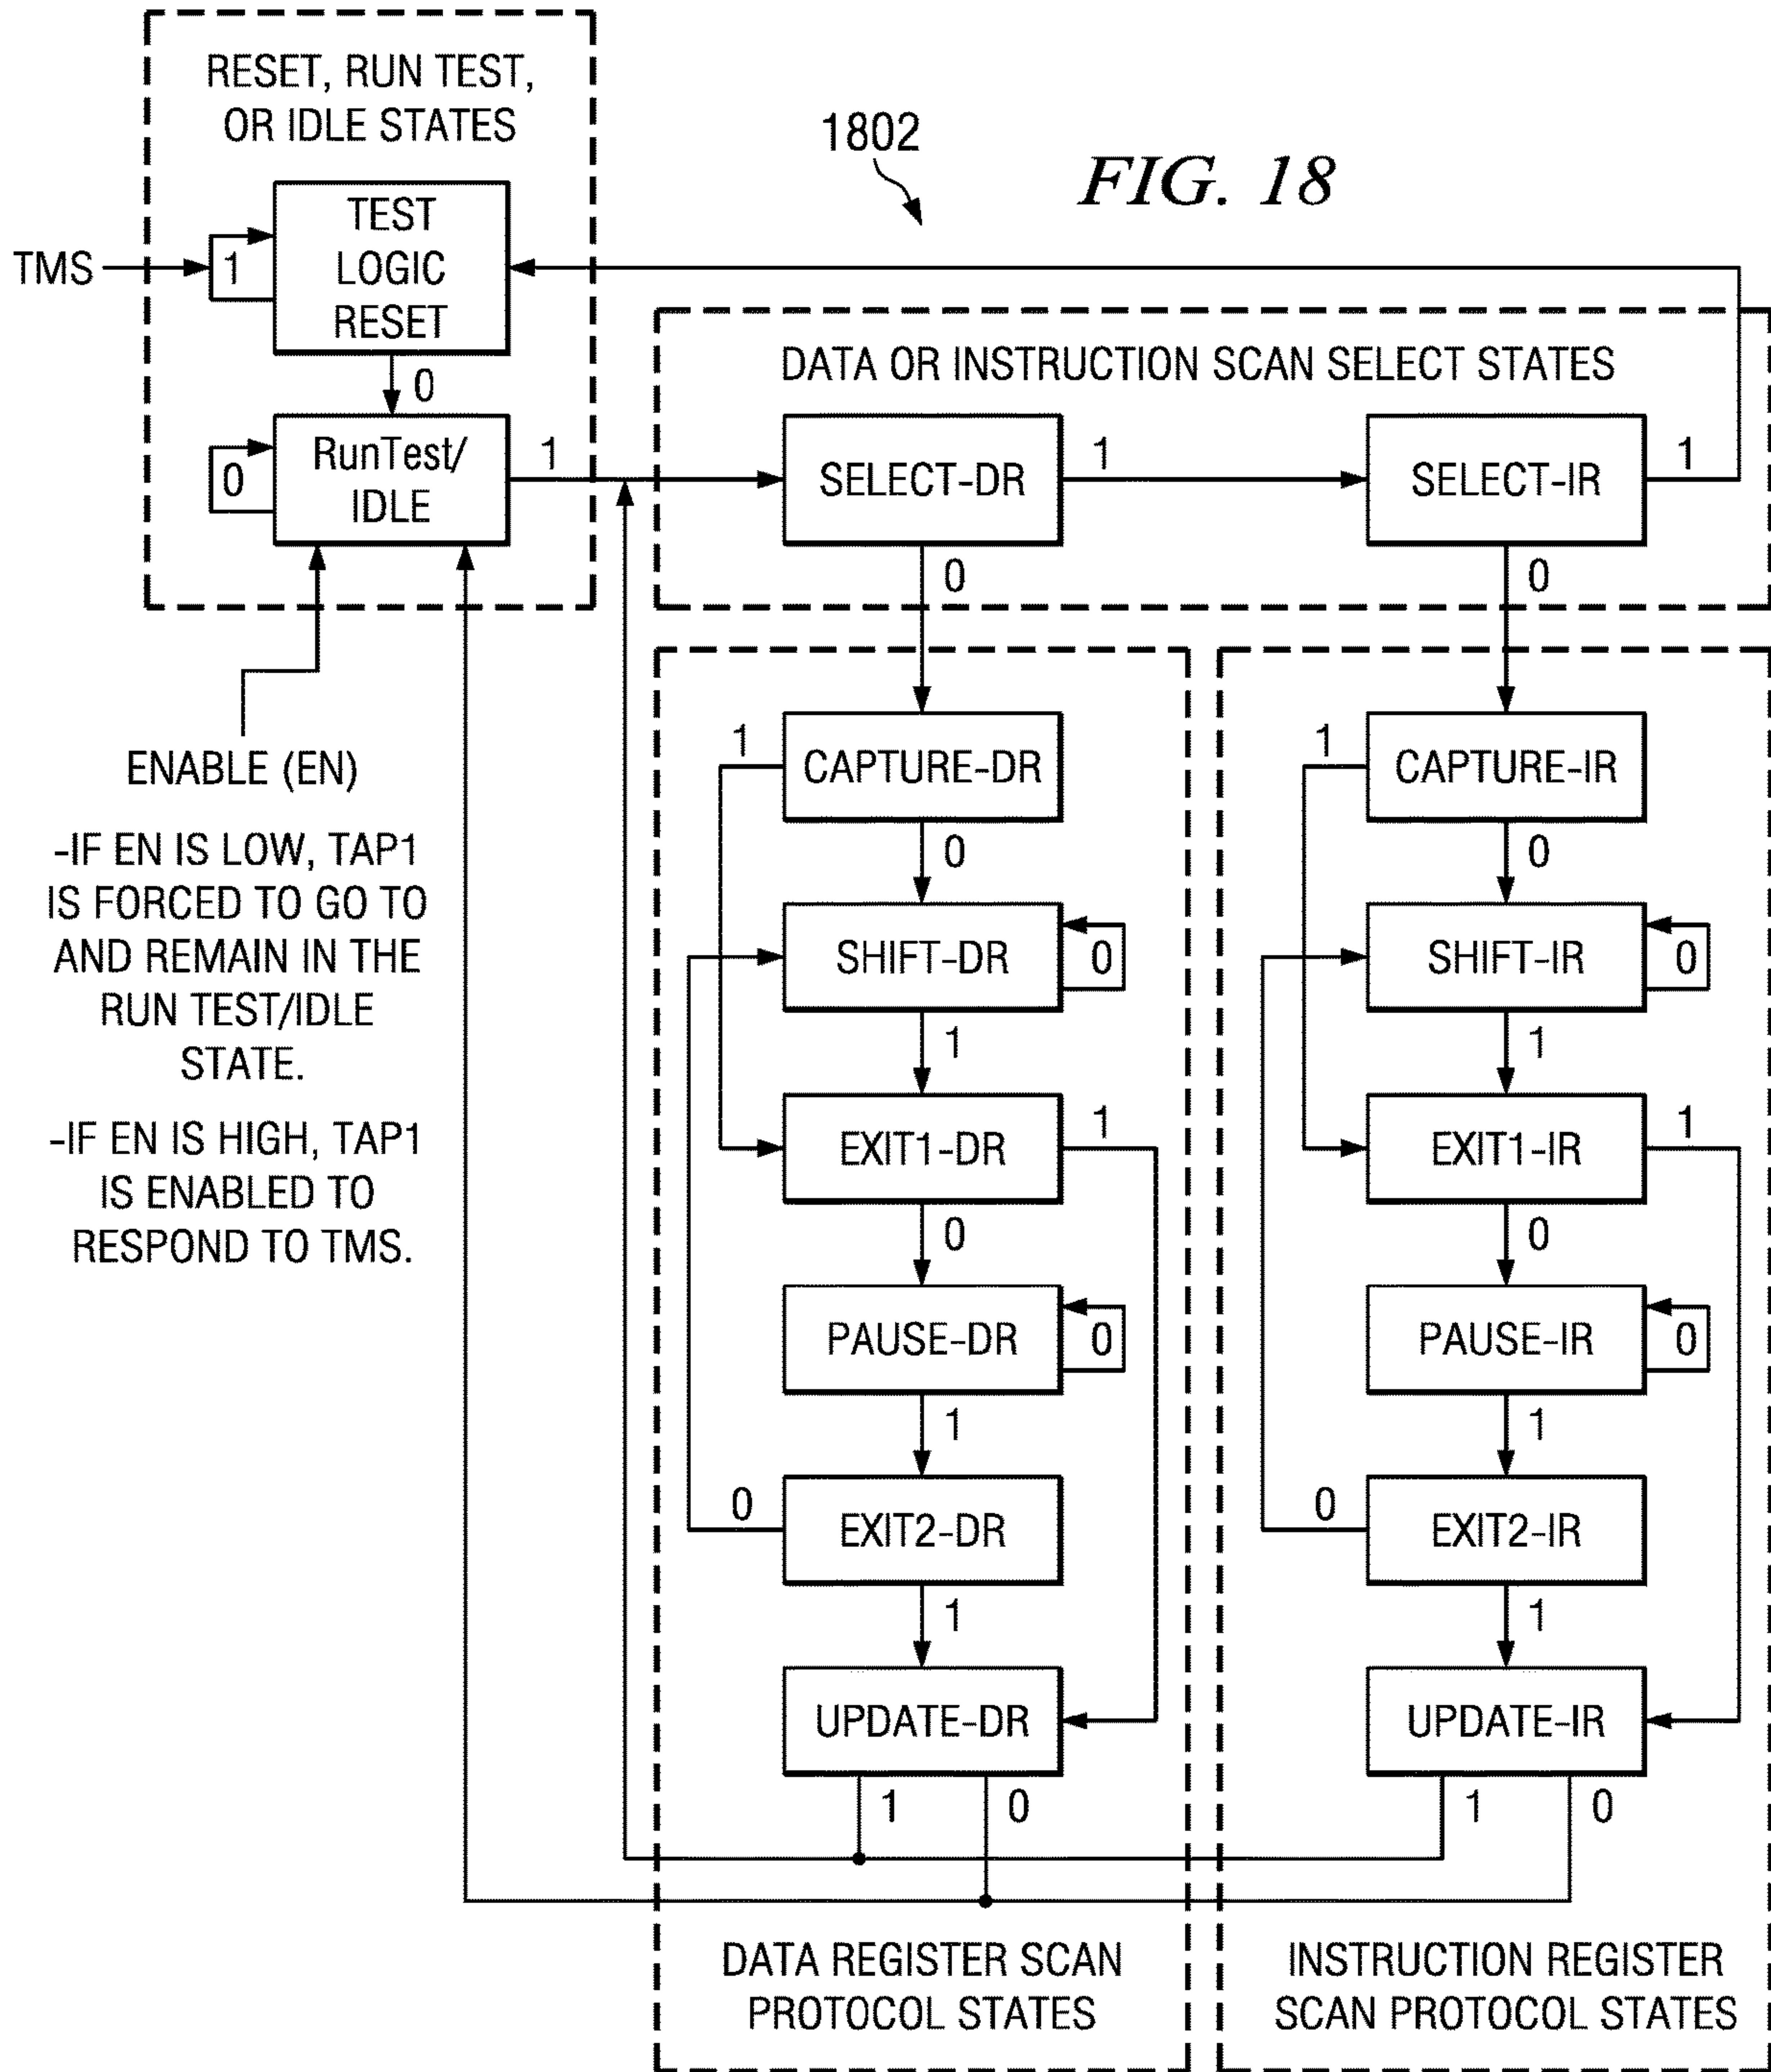 RESET, RUN TEST,
OR IDLE STATES
1802
FIG. 18
TMS
1
TEST
LOGIC
RESET
0
DATA OR INSTRUCTION SCAN SELECT STATES
0
RunTest/
IDLE
1
SELECT-DR
1
SELECT-IR
1
0
0
ENABLE (EN)
-IF EN IS LOW, TAP1
IS FORCED TO GO TO
AND REMAIN IN THE
RUN TEST/IDLE
STATE.
-IF EN IS HIGH, TAP1
IS ENABLED TO
RESPOND TO TMS.
1
CAPTURE-DR
0
SHIFT-DR
0
1
EXIT1-DR
1
0
PAUSE-DR
0
1
0
EXIT2-DR
1
UPDATE-DR
1
0
DATA REGISTER SCAN
PROTOCOL STATES
1
CAPTURE-IR
0
SHIFT-IR
0
1
EXIT1-IR
1
0
PAUSE-IR
0
1
0
EXIT2-IR
1
UPDATE-IR
1
0
INSTRUCTION REGISTER
SCAN PROTOCOL STATES